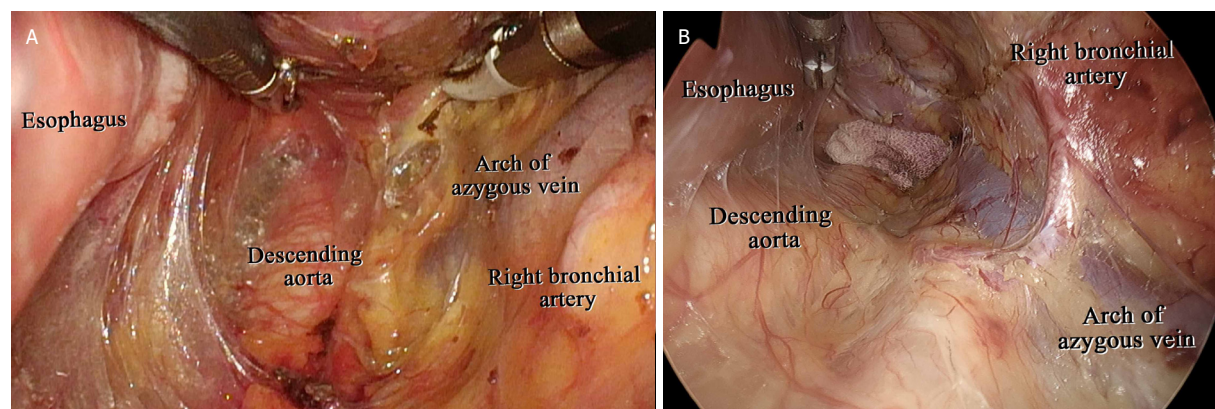 A
Esophagus
Arch of
azygous vein
Descending
aorta
Right bronchial
artery
B
Right bronchial
artery
Esophagus
Descending
aorta
Arch of
azygous vein